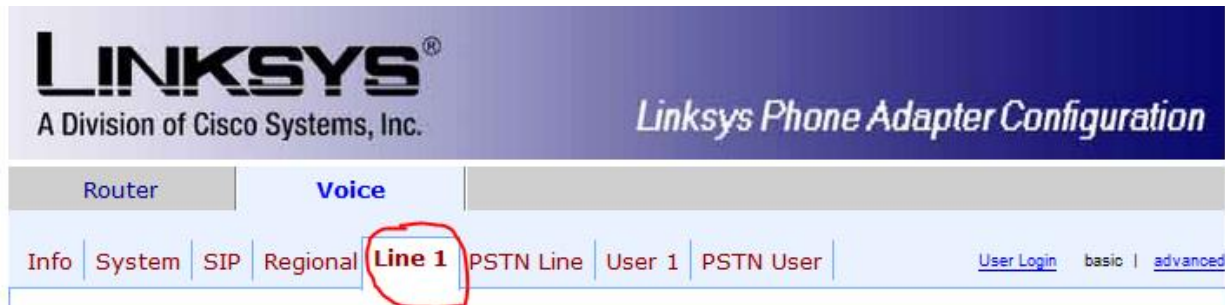 LINKSYS®
A Division of Cisco Systems, Inc.
Linksys Phone Adapter Configuration
Router Voice
Info System SIP Regional Line 1 PSTN Line User 1 PSTN User User Login basic | advanced